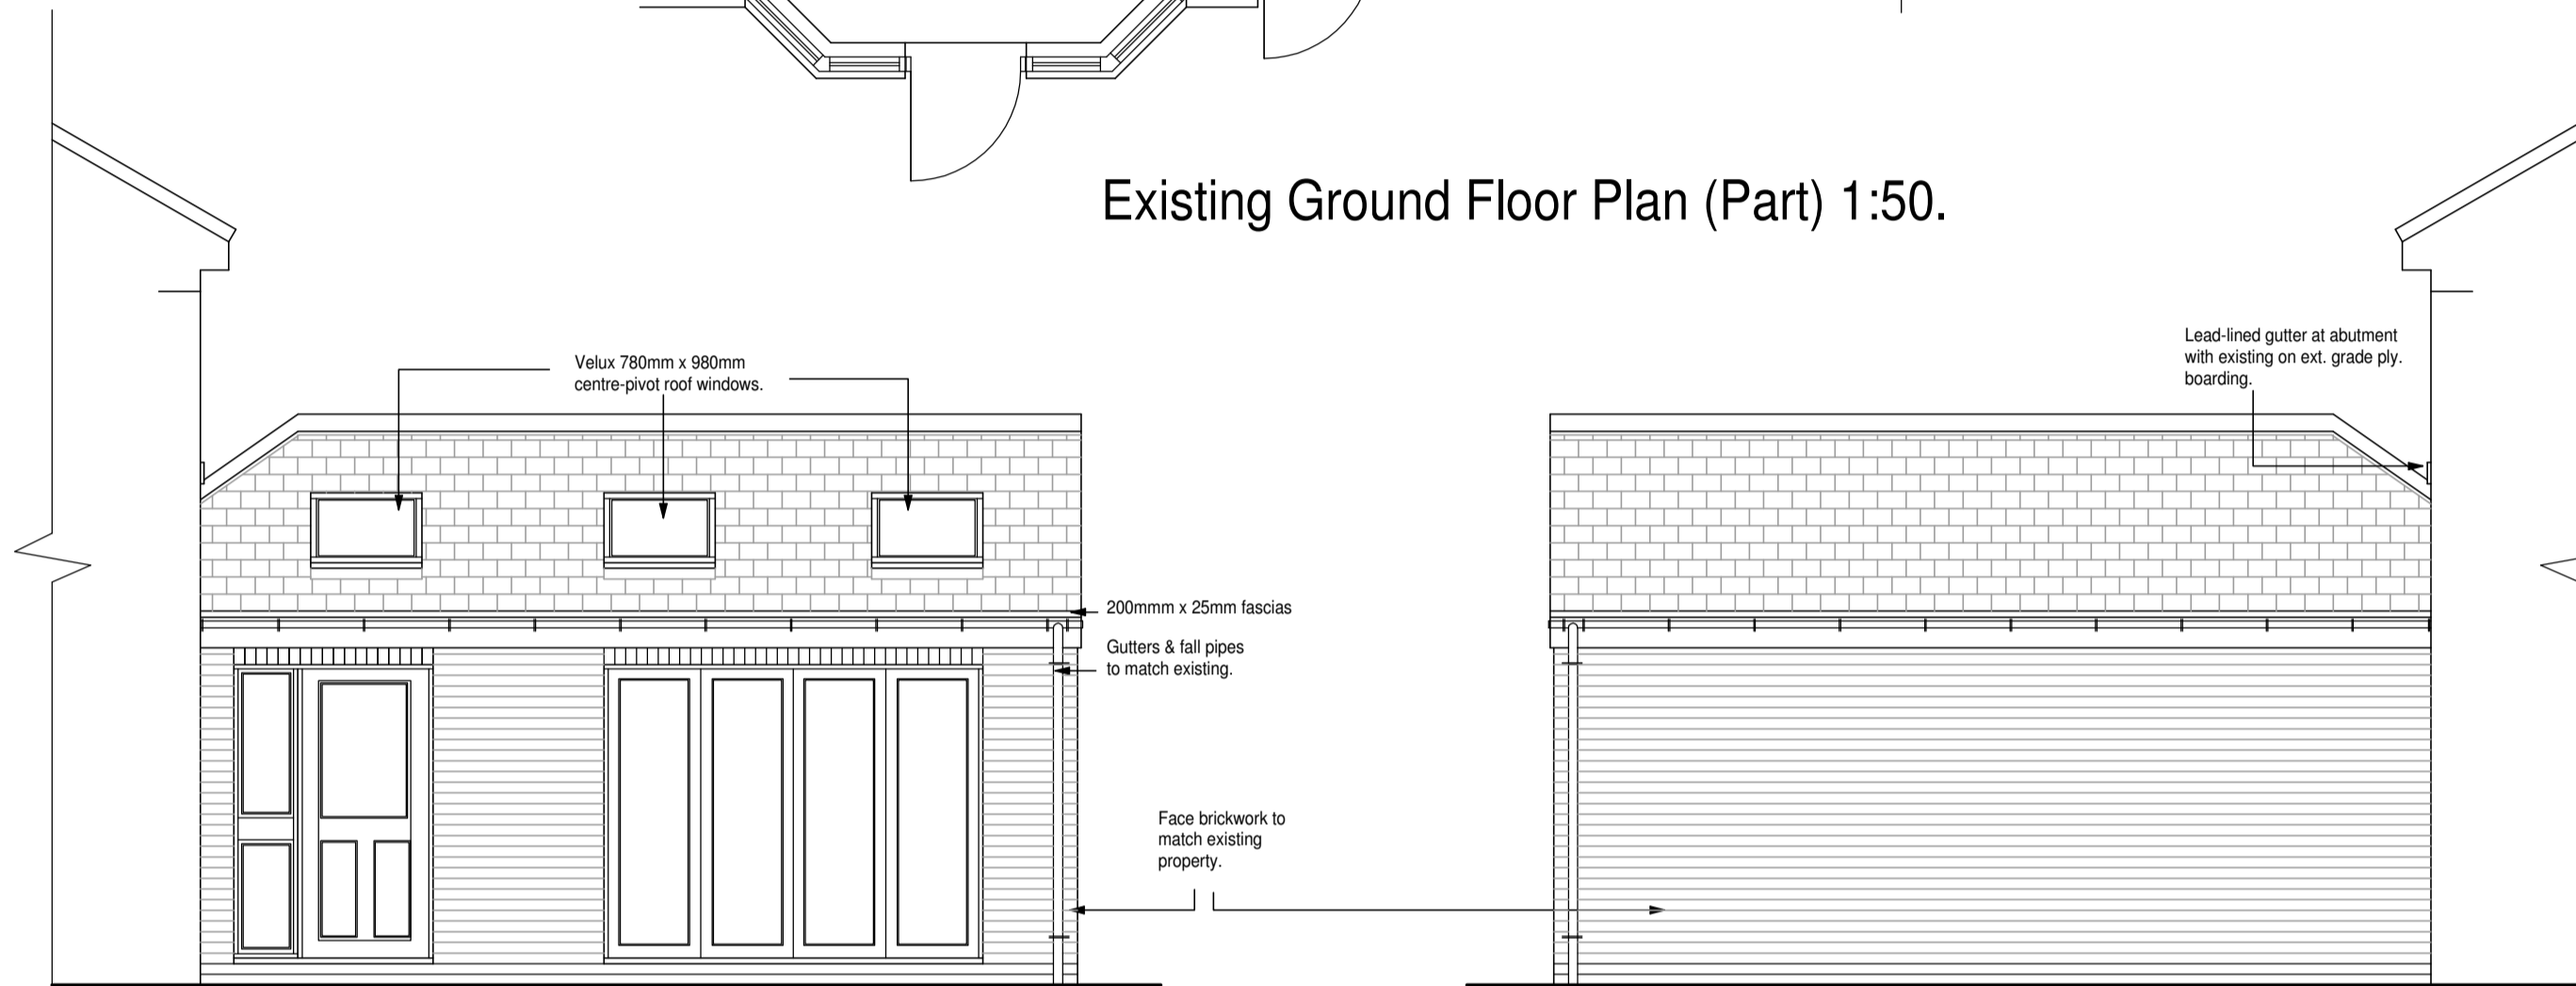 Existing Ground Floor Plan (Part) 1:50.
Velux 780mm x 980mm
centre-pivot roof windows.
Lead-lined gutter at abutment
with existing on ext. grade ply.
boarding.
200mmm x 25mm fascias
Gutters & fall pipes
to match existing.
Face brickwork to
match existing
property.